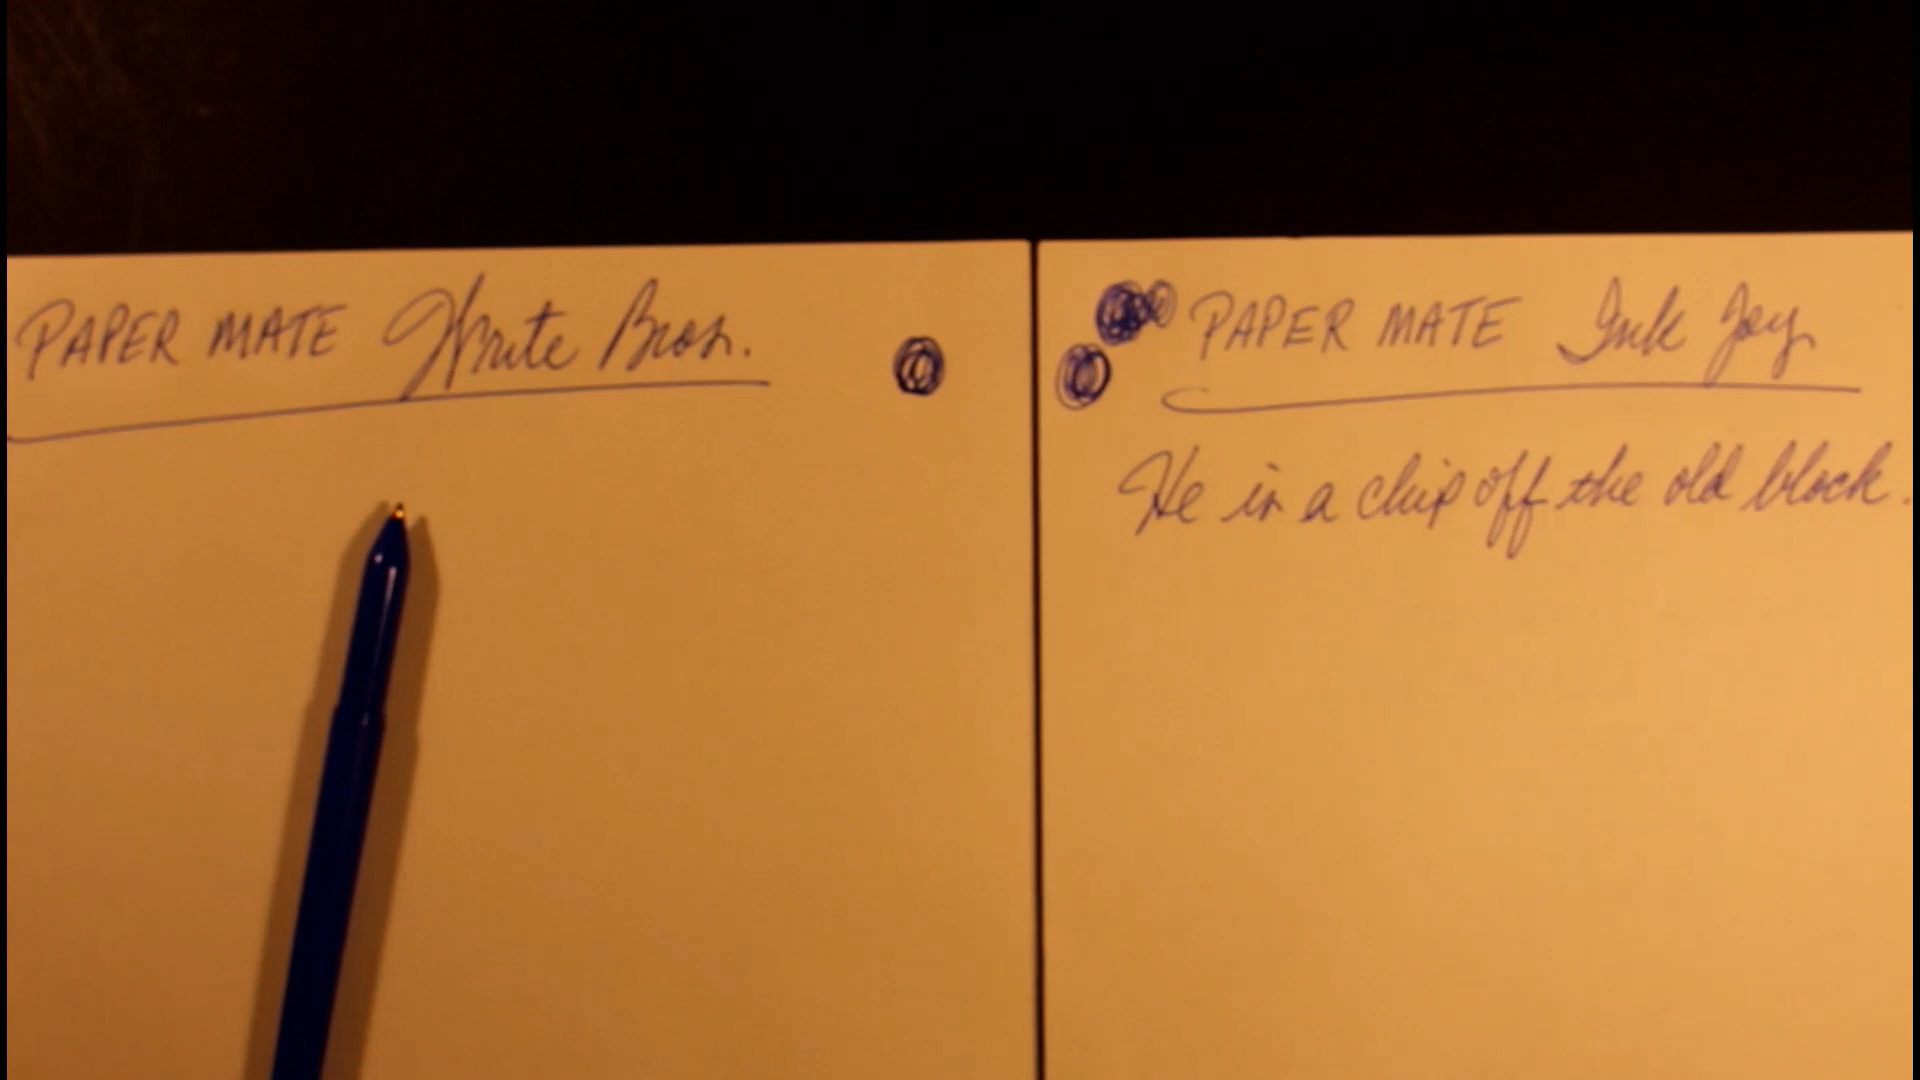 PAPER MATE Write Bros.
PAPER MATE Ink Joy
He is a chip off the old block.